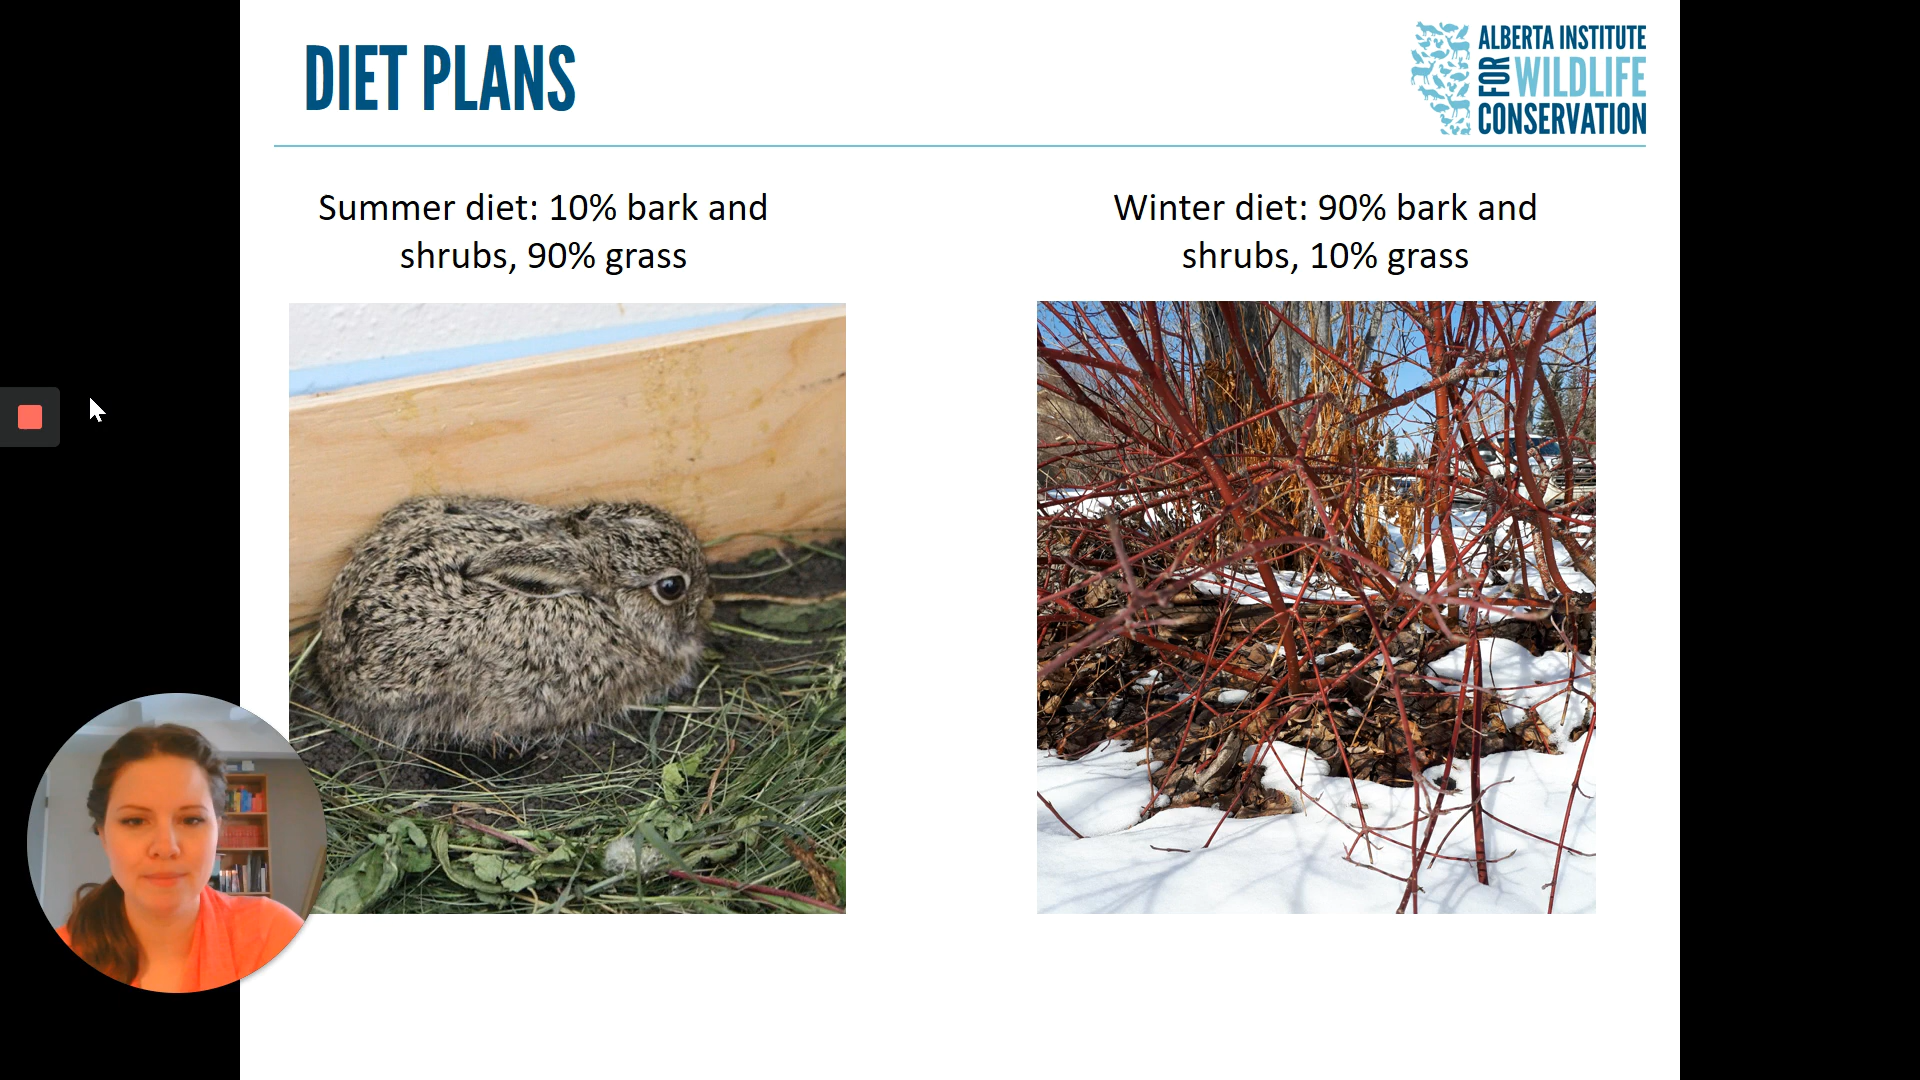 DIET PLANS
ALBERTA INSTITUTE
FOR WILDLIFE
CONSERVATION
Summer diet: 10% bark and
shrubs, 90% grass
Winter diet: 90% bark and
shrubs, 10% grass